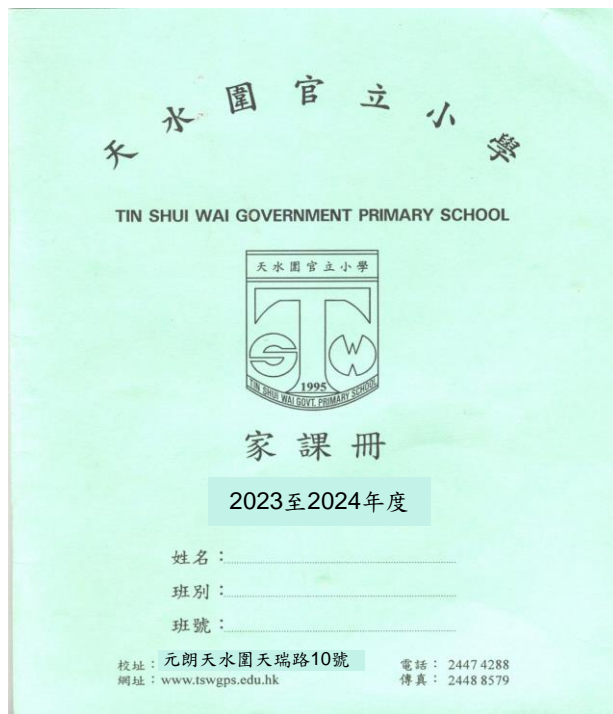 天水圍官立小學
TIN SHUI WAI GOVERNMENT PRIMARY SCHOOL
天水圍官立小學
S T W
1995
TIN SHUI WAI GOVT. PRIMARY SCHOOL
家課冊
2023至2024年度
姓名：
班別：
班號：
校址：元朗天水圍天瑞路10號 電話： 2447 4288
網址：www.tswgps.edu.hk 傳真： 2448 8579